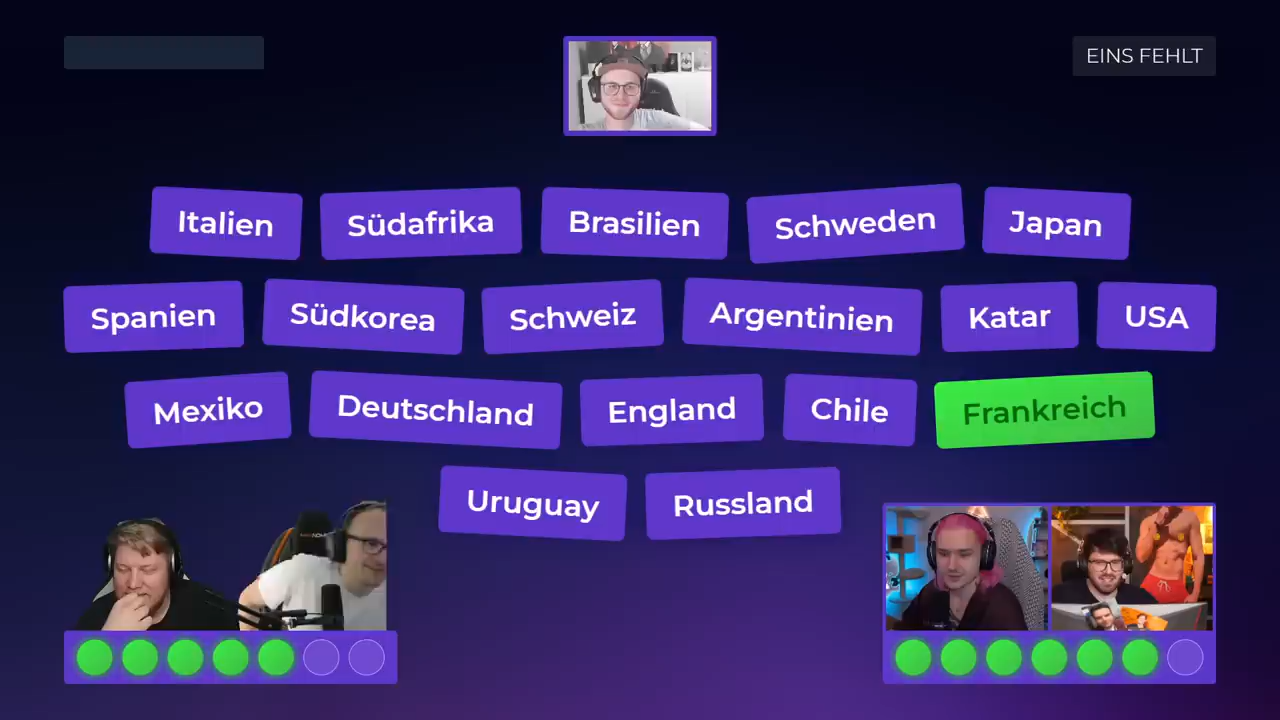 EINS FEHLT
Italien Südafrika Brasilien Schweden Japan
Spanien Südkorea Schweiz Argentinien Katar USA
Mexiko Deutschland England Chile Frankreich
Uruguay Russland